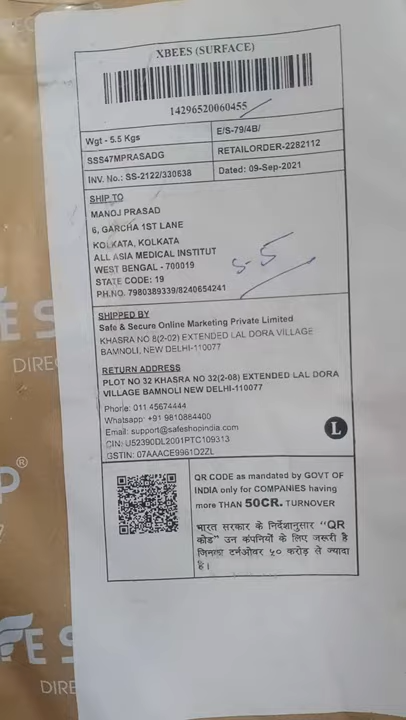 XBEES (SURFACE)
14296520060455
Wgt - 5.5 Kgs
E/S-79/4B/
SSS47MPRASADG
RETAILORDER-2282112
INV. No.: SS-2122/330638
Dated: 09-Sep-2021
SHIP TO
MANOJ PRASAD
6, GARCHA 1ST LANE
KOLKATA, KOLKATA
ALL ASIA MEDICAL INSTITUT
WEST BENGAL - 700019
STATE CODE: 19
PH.NO. 7980389339/8240654241
5.5
SHIPPED BY
Safe & Secure Online Marketing Private Limited
KHASRA NO 8(2-02) EXTENDED LAL DORA VILLAGE
BAMNOLI, NEW DELHI-110077
RETURN ADDRESS
PLOT NO 32 KHASRA NO 32(2-08) EXTENDED LAL DORA
VILLAGE BAMNOLI NEW DELHI-110077
Phone: 011 45674444
Whatsapp: +91 9810884400
Email: support@safeshopindia.com
CIN: U52390DL2001PTC109313
GSTIN: 07AAACE9961O2ZL
L
QR CODE as mandated by GOVT OF
INDIA only for COMPANIES having
more THAN 50CR. TURNOVER
भारत सरकार के निर्देशानुसार "QR
कोड" उन कंपनियों के लिए जरूरी है
जिनका टर्नओवर ५० करोड़ से ज्यादा
है।
E S
DIREC
P®
FE S
DIRE